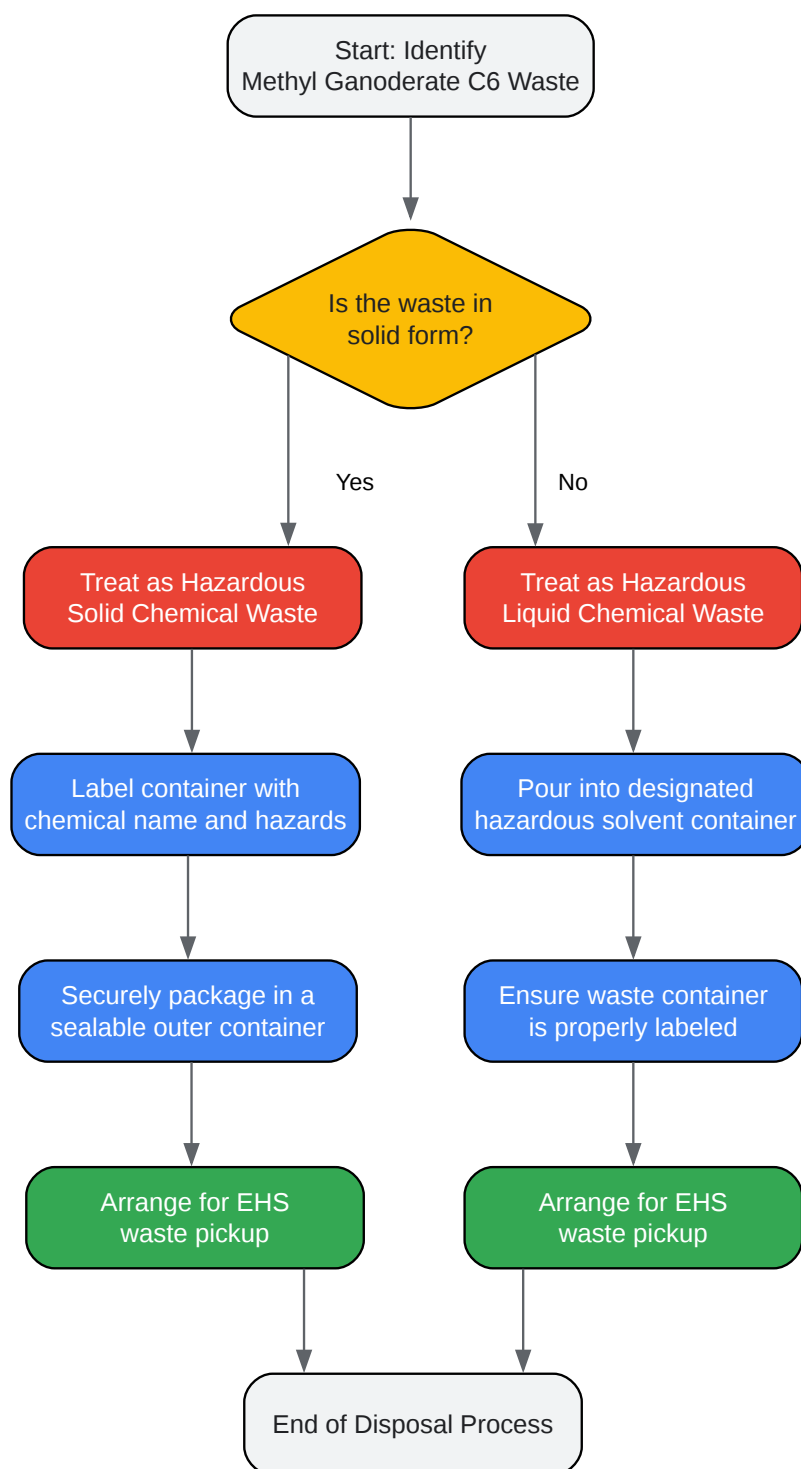 Start: Identify
Methyl Ganoderate C6 Waste
Is the waste in
solid form?
Yes
No
Treat as Hazardous
Solid Chemical Waste
Treat as Hazardous
Liquid Chemical Waste
Label container with
chemical name and hazards
Pour into designated
hazardous solvent container
Securely package in a
sealable outer container
Ensure waste container
is properly labeled
Arrange for EHS
waste pickup
Arrange for EHS
waste pickup
End of Disposal Process